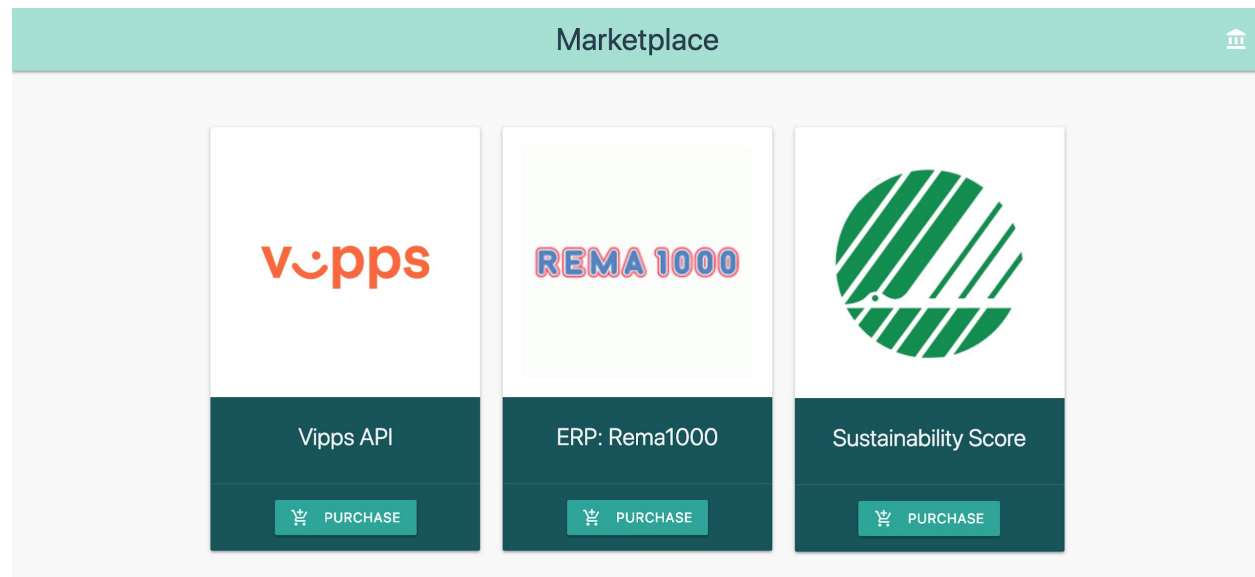 Marketplace
vipps
REMA 1000
Vipps API
ERP: Rema1000
Sustainability Score
PURCHASE
PURCHASE
PURCHASE